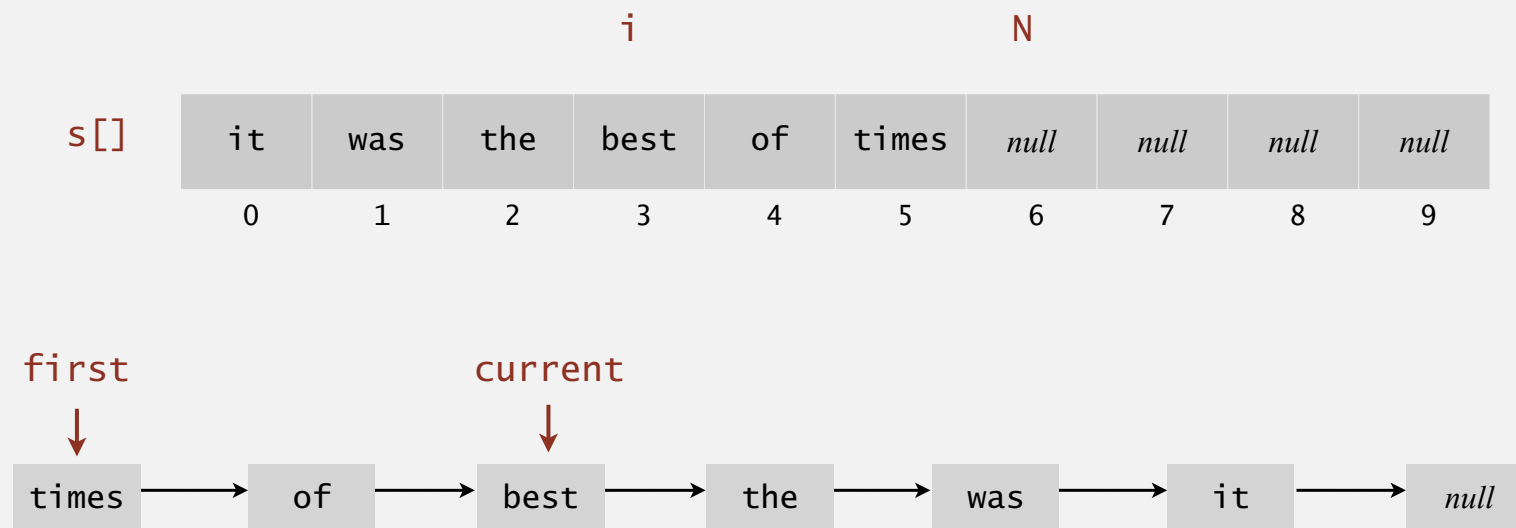 i N
s[] it was the best of times null null null null
0 1 2 3 4 5 6 7 8 9
first current
times of best the was it null